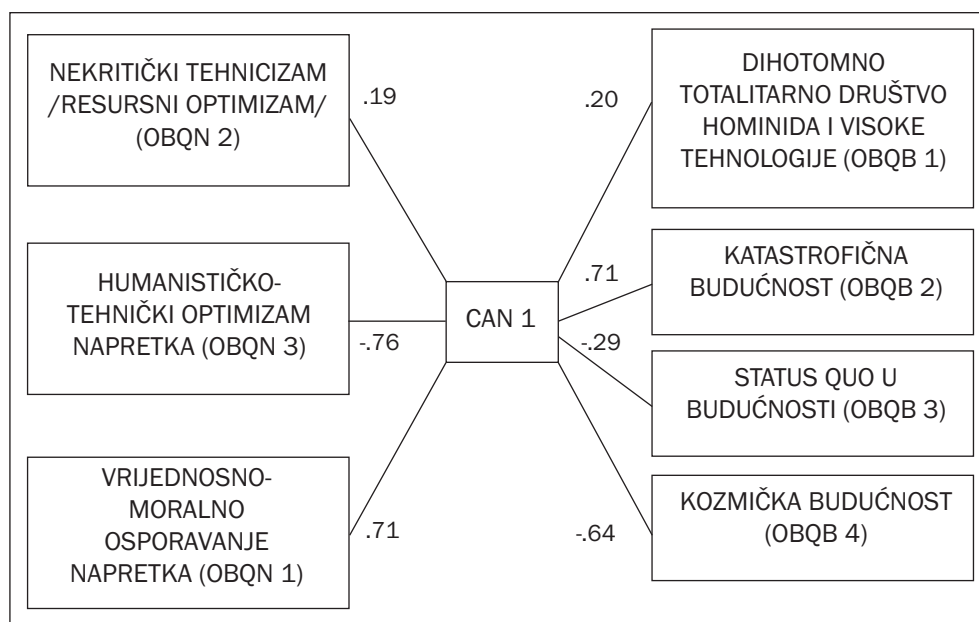 NEKRITIČKI TEHNICIZAM
/RESURSNI OPTIMIZAM/
(OBQN 2)
.19
HUMANISTIČKO-
TEHNIČKI OPTIMIZAM
NAPRETKA (OBQN 3)
-.76
VRIJEDNOSNO-
MORALNO
OSPORAVANJE
NAPRETKA (OBQN 1)
.71
CAN 1
.20
DIHOTOMNO
TOTALITARNO DRUŠTVO
HOMINIDA I VISOKE
TEHNOLOGIJE (OBQB 1)
.71
KATASTROFIČNA
BUDUĆNOST (OBQB 2)
-.29
STATUS QUO U
BUDUĆNOSTI (OBQB 3)
-.64
KOZMIČKA BUDUĆNOST
(OBQB 4)